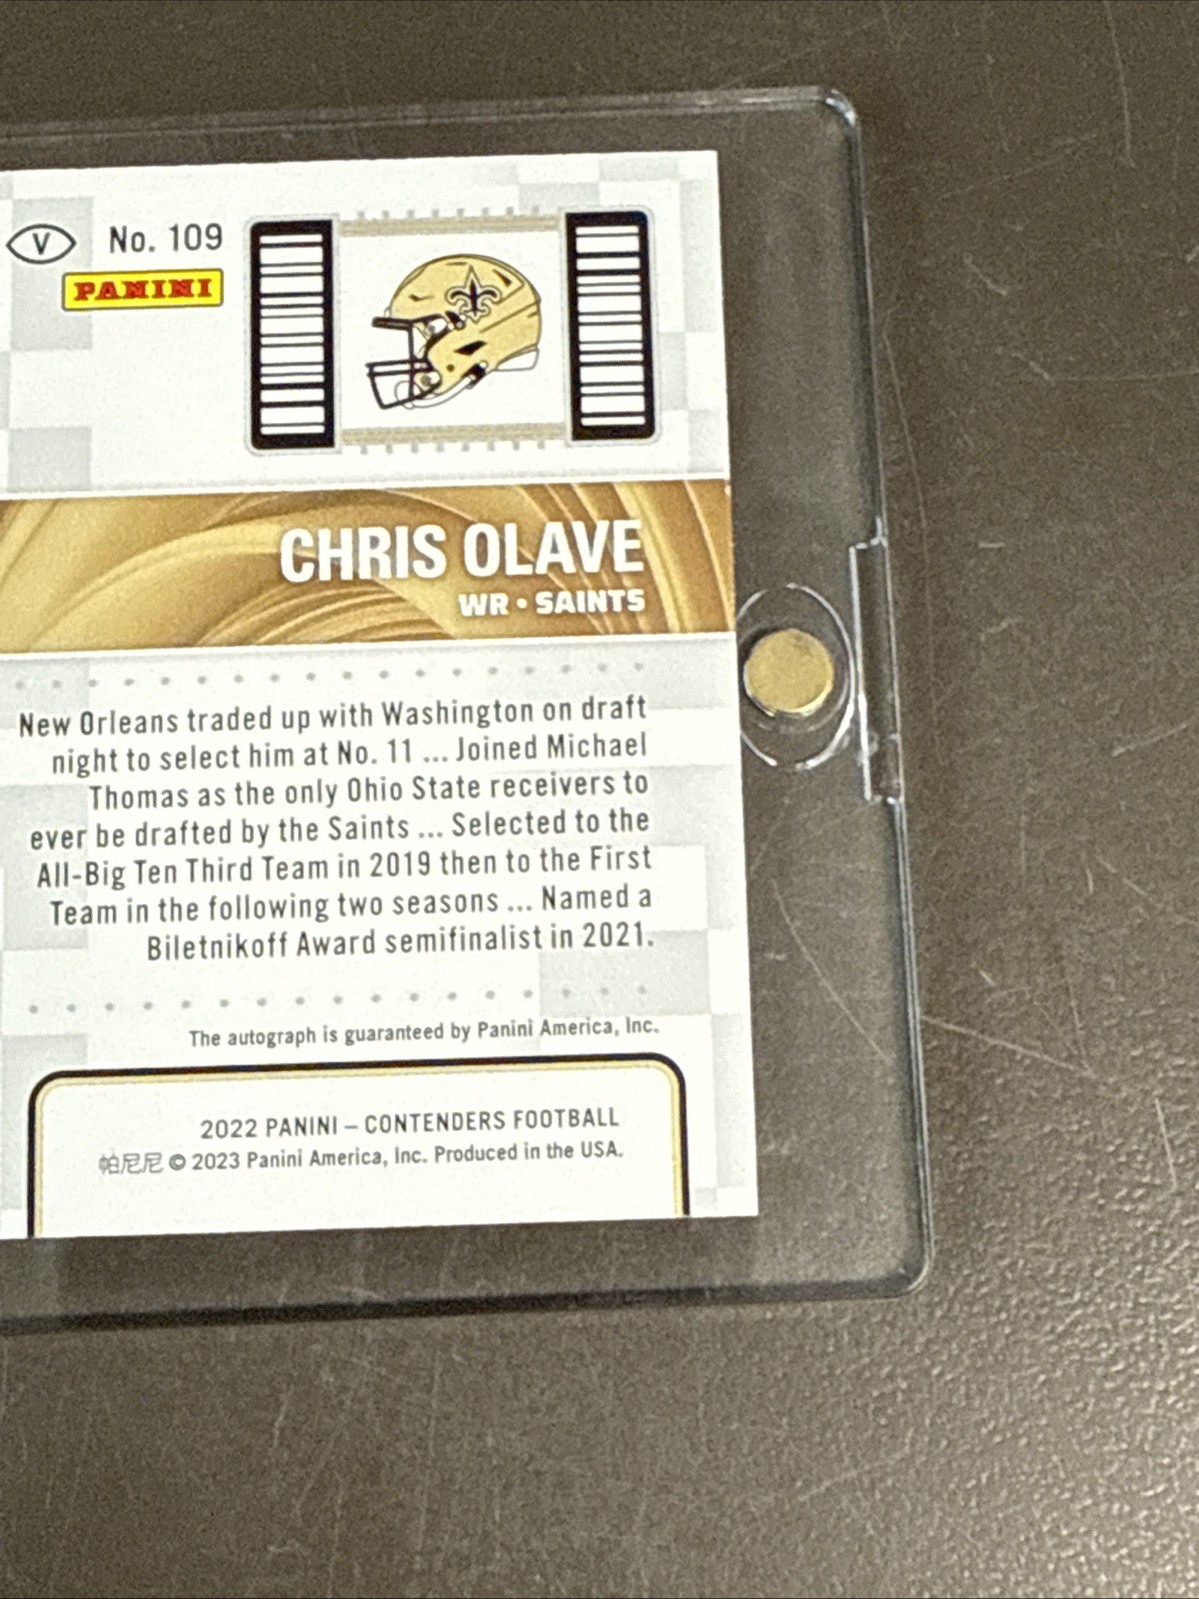 V No. 109
PANINI
CHRIS OLAVE
WR • SAINTS
New Orleans traded up with Washington on draft
night to select him at No. 11 ... Joined Michael
Thomas as the only Ohio State receivers to
ever be drafted by the Saints ... Selected to the
All-Big Ten Third Team in 2019 then to the First
Team in the following two seasons ... Named a
Biletnikoff Award semifinalist in 2021.
The autograph is guaranteed by Panini America, Inc.
2022 PANINI – CONTENDERS FOOTBALL
帕尼尼 © 2023 Panini America, Inc. Produced in the USA.